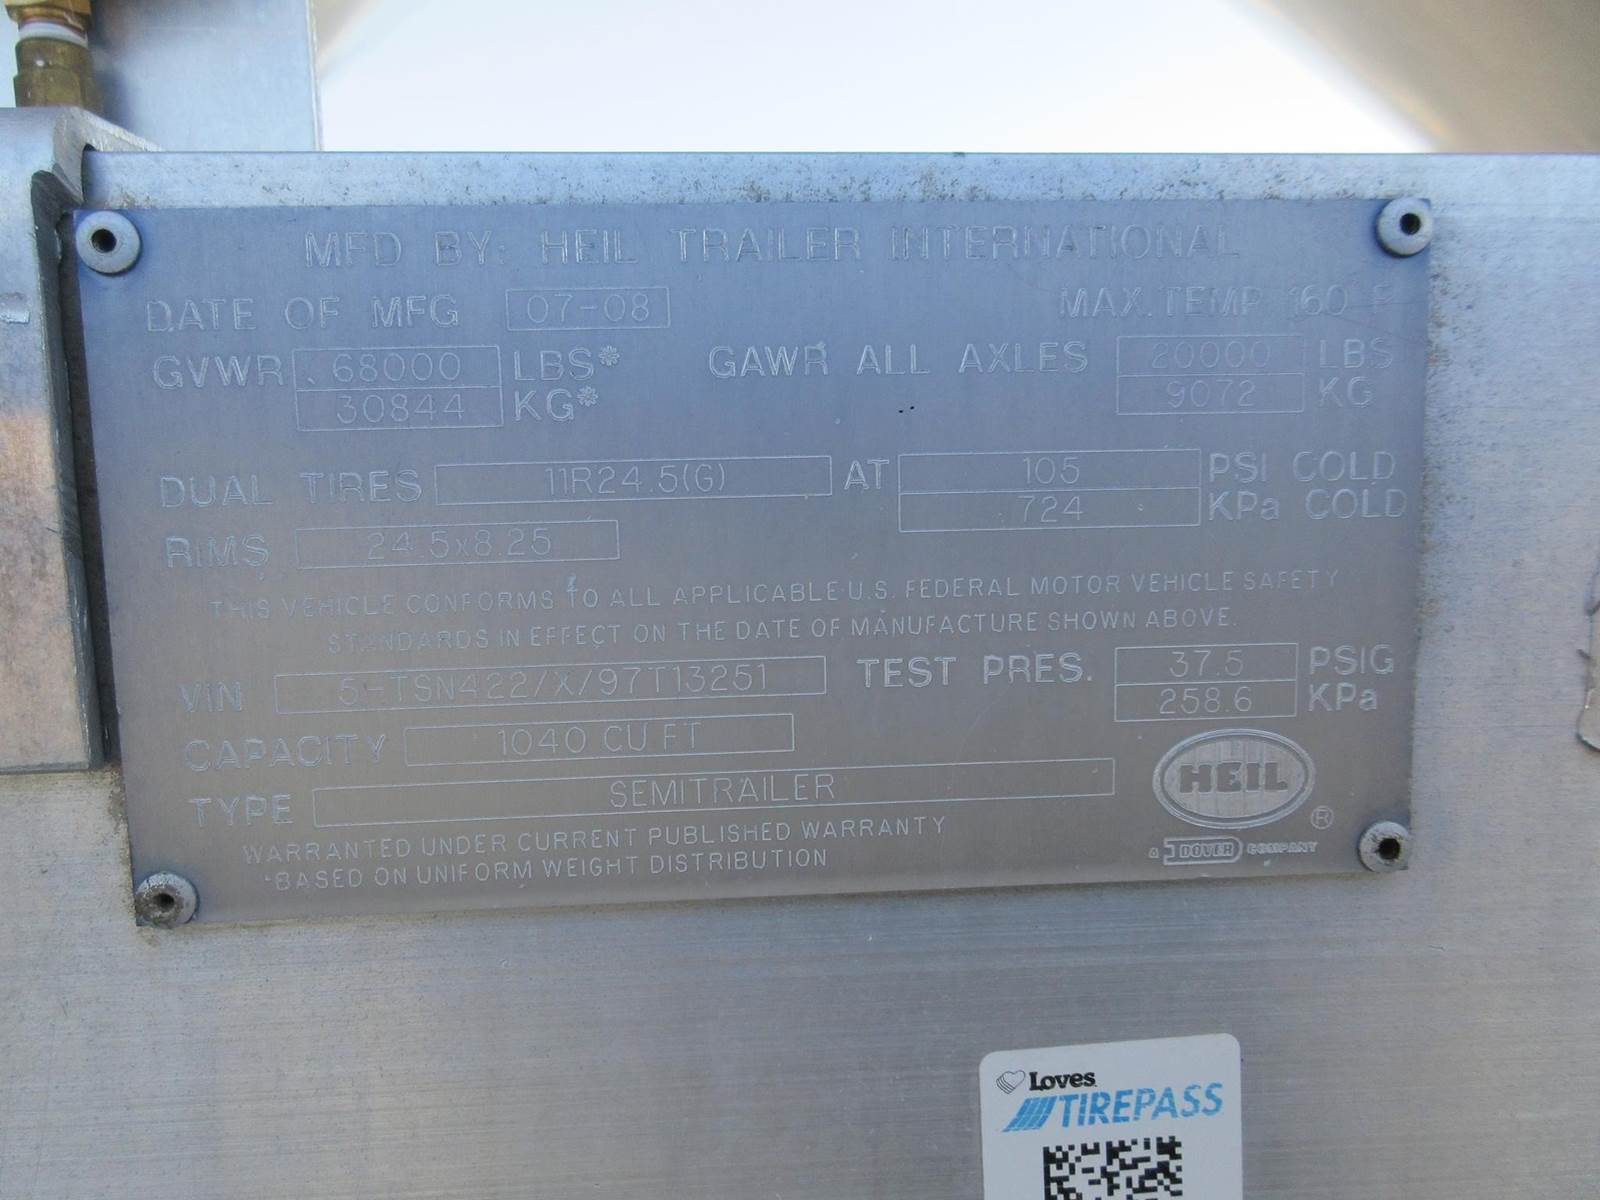 MFD BY: HEIL TRAILER INTERNATIONAL
DATE OF MFG 07-08 MAX. TEMP 160 F
GVWR 68000 LBS* GAWR ALL AXLES 20000 LBS
30844 KG* 9072 KG
DUAL TIRES 11R24.5(G) AT 105 PSI COLD
724 KPa COLD
RIMS 24.5x8.25
THIS VEHICLE CONFORMS TO ALL APPLICABLE U.S. FEDERAL MOTOR VEHICLE SAFETY
STANDARDS IN EFFECT ON THE DATE OF MANUFACTURE SHOWN ABOVE.
VIN TEST PRES. 37.5 PSIG
258.6 KPa
CAPACITY 1040 CU FT
TYPE SEMITRAILER
WARRANTED UNDER CURRENT PUBLISHED WARRANTY
*BASED ON UNIFORM WEIGHT DISTRIBUTION
HEIL ®
A DOVER COMPANY
Loves
TIREPASS